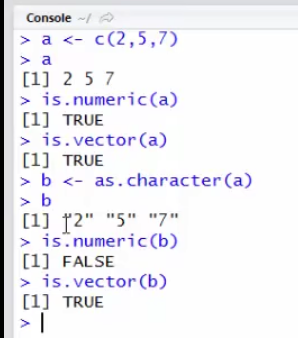 Console ~/
> a <- c(2,5,7)
> a
[1] 2 5 7
> is.numeric(a)
[1] TRUE
> is.vector(a)
[1] TRUE
> b <- as.character(a)
> b
[1] "2" "5" "7"
> is.numeric(b)
[1] FALSE
> is.vector(b)
[1] TRUE
>